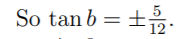 So tan b = ±5/12.